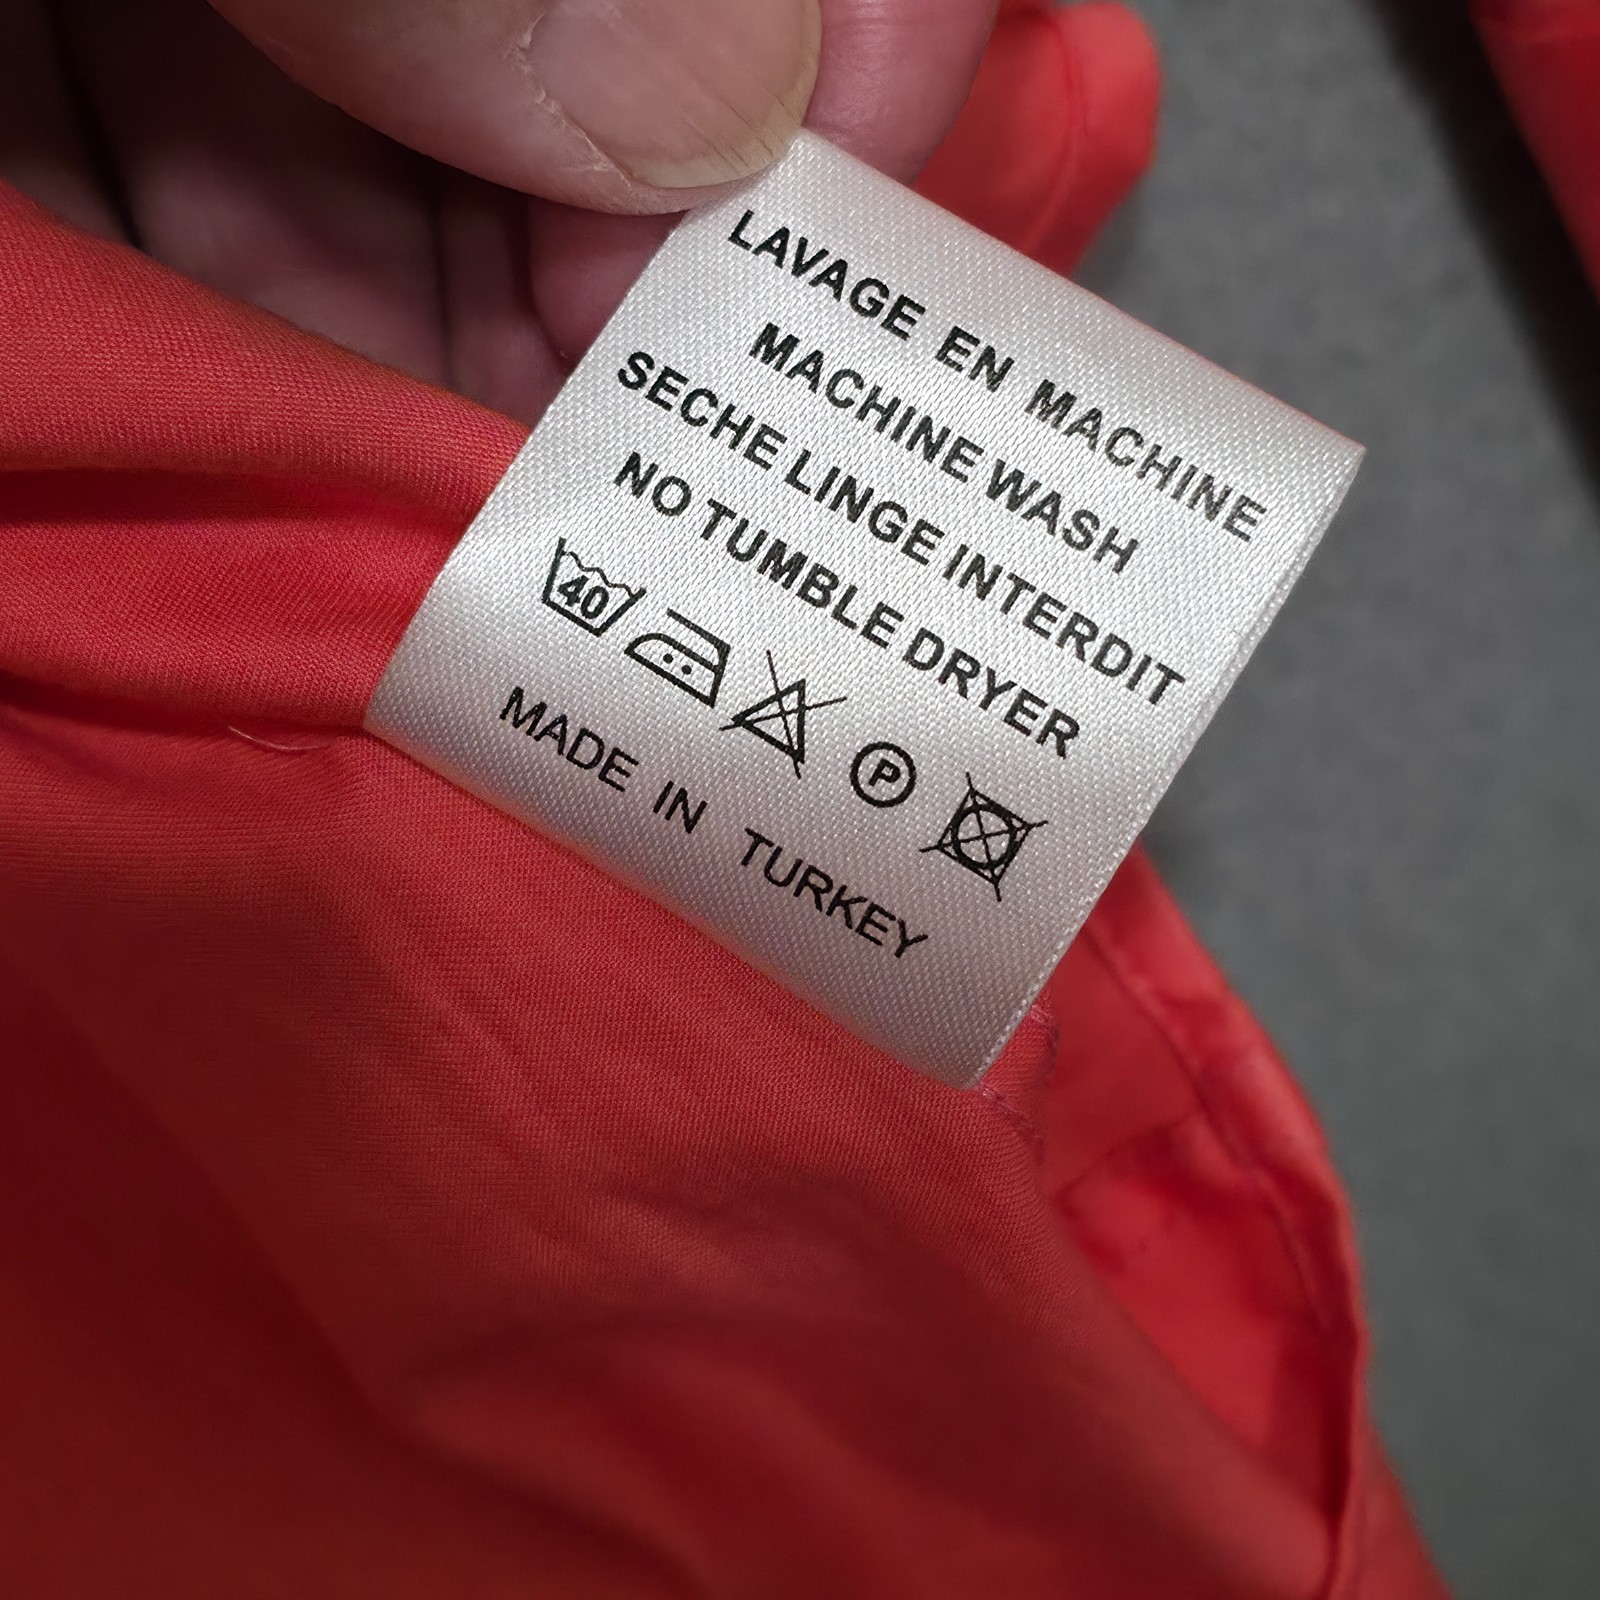 LAVAGE EN MACHINE
MACHINE WASH
SECHE LINGE INTERDIT
NO TUMBLE DRYER
40 P
MADE IN TURKEY